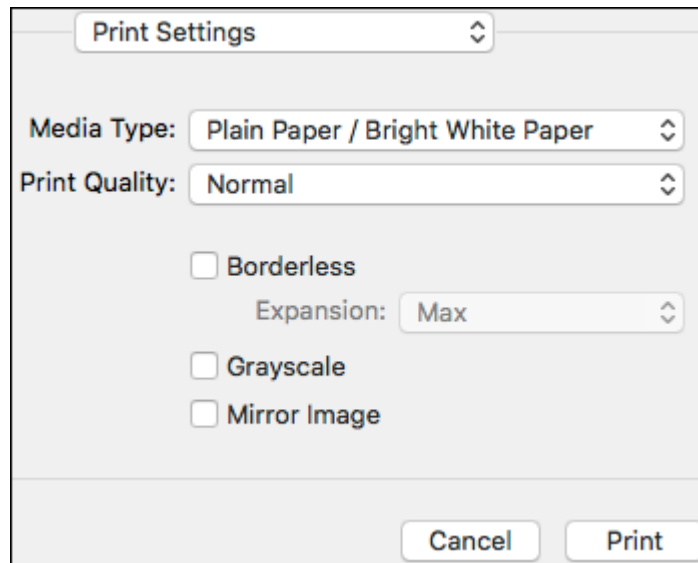 Print Settings
Media Type: Plain Paper / Bright White Paper
Print Quality: Normal
Borderless
Expansion: Max
Grayscale
Mirror Image
Cancel Print